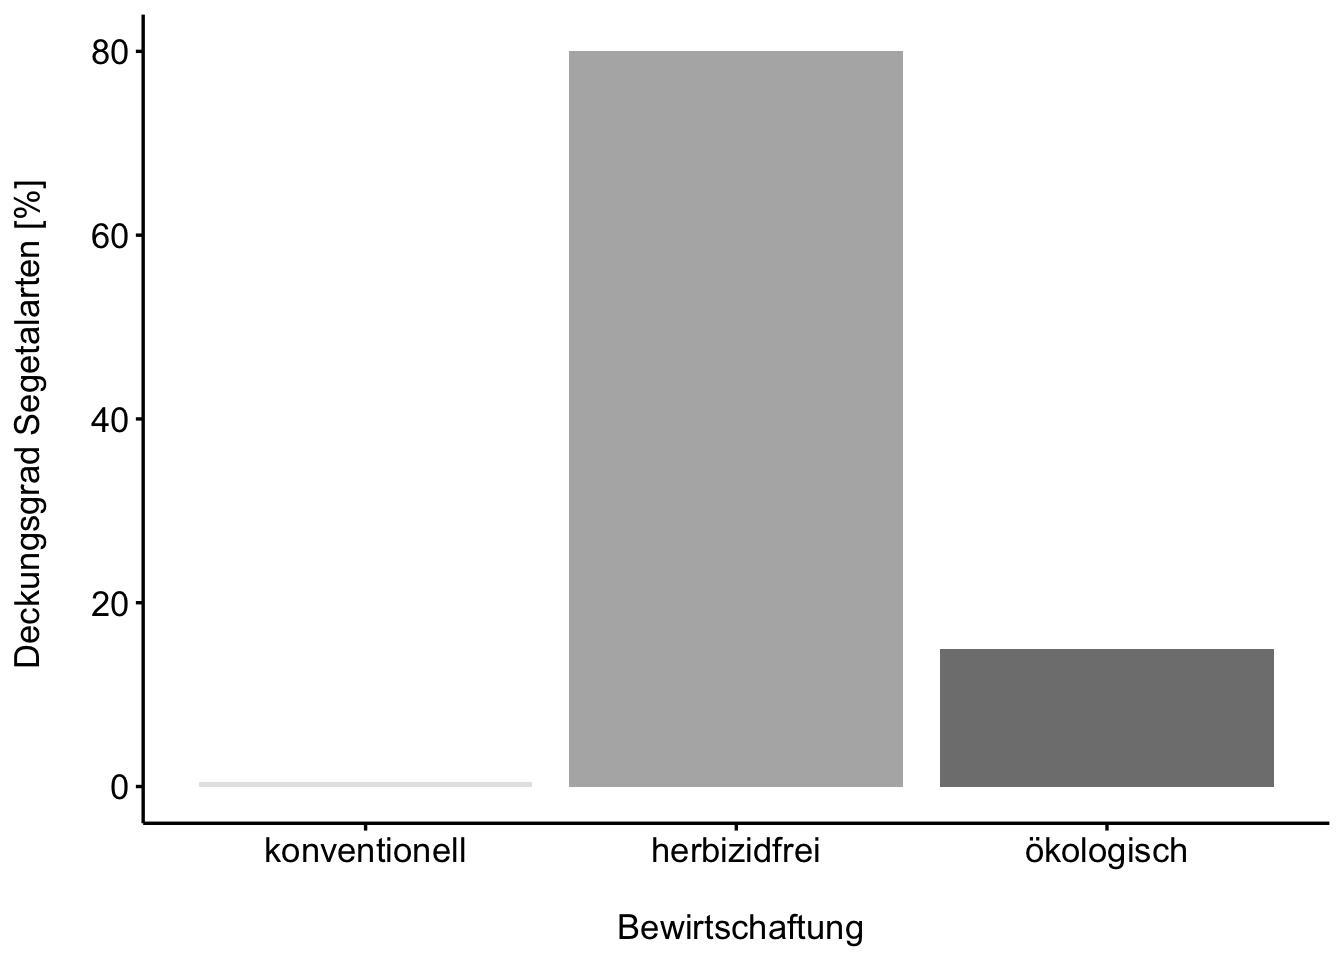 Deckungsgrad Segetalarten [%]
80
60
40
20
0
konventionell herbizidfrei ökologisch
Bewirtschaftung